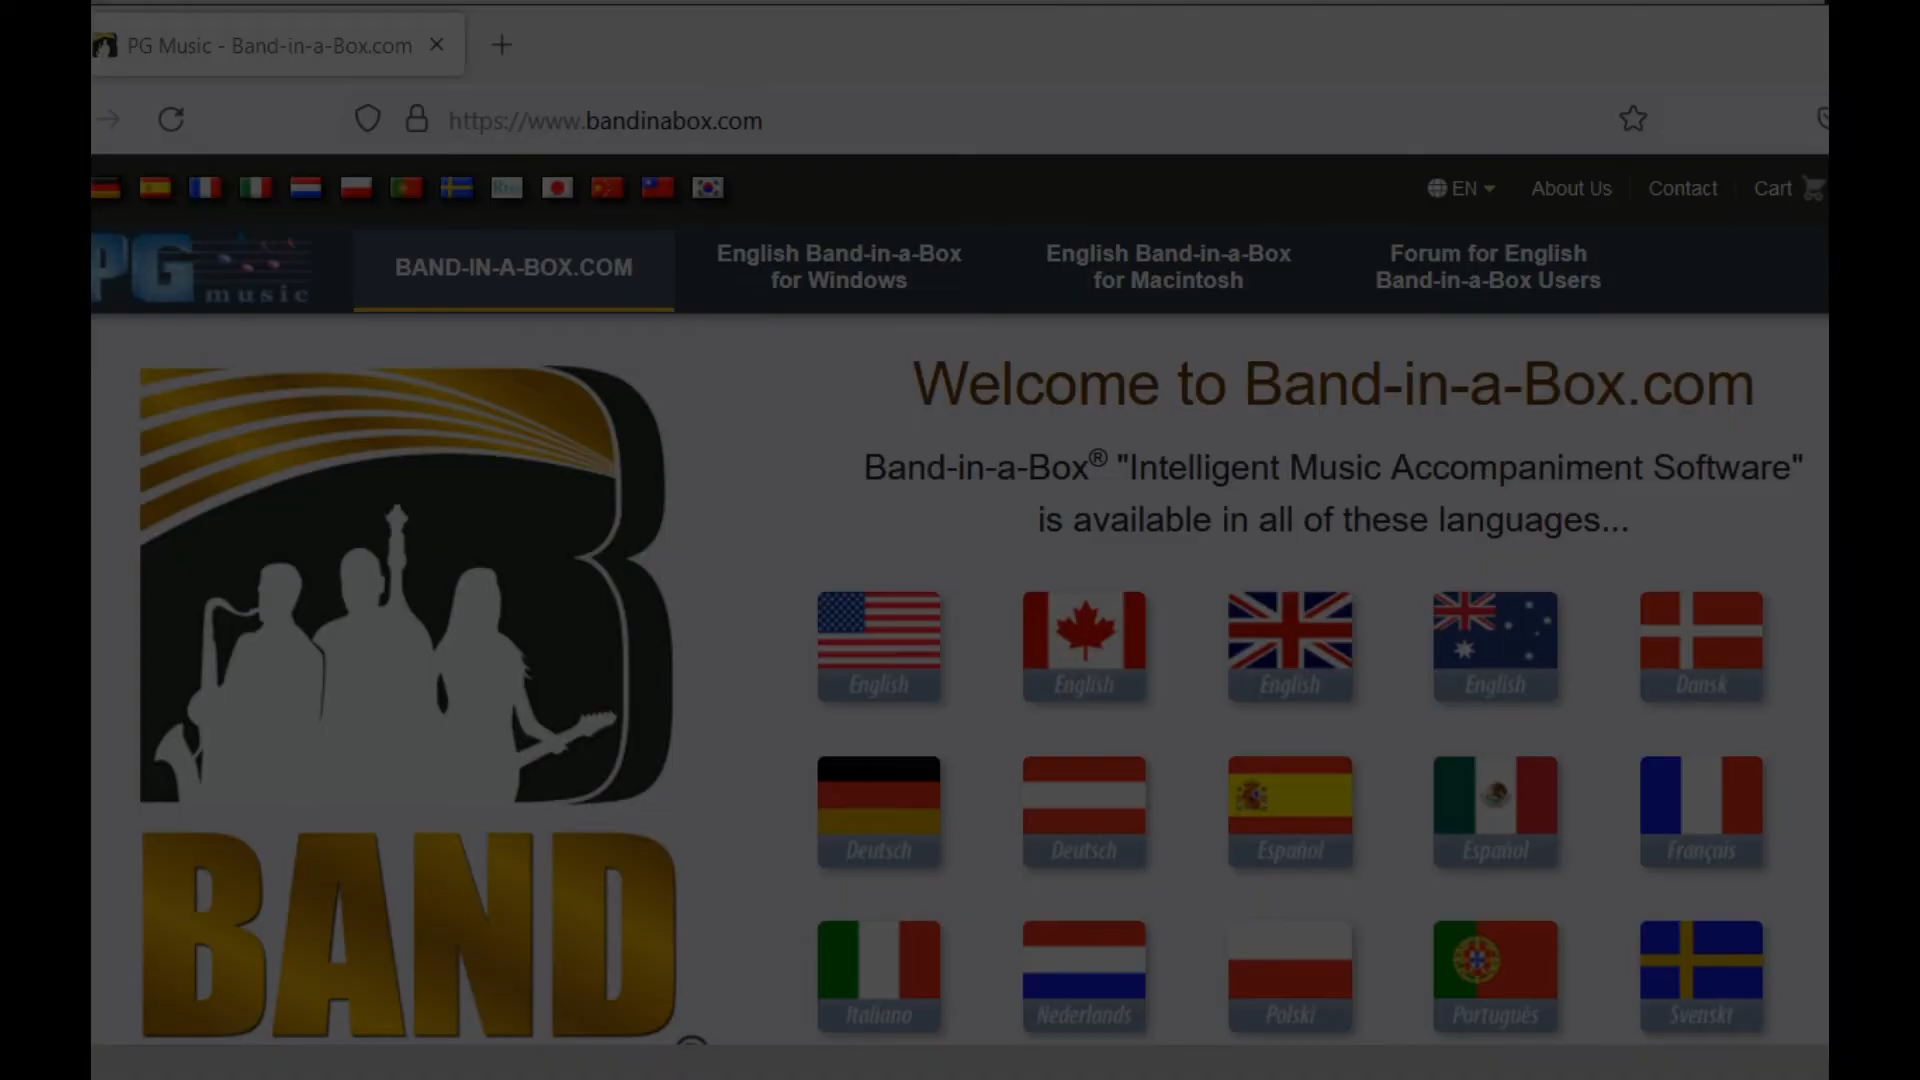 PG Music - Band-in-a-Box.com
https://www.bandinabox.com
EN
About Us
Contact
Cart
PG
music
BAND-IN-A-BOX.COM
English Band-in-a-Box
for Windows
English Band-in-a-Box
for Macintosh
Forum for English
Band-in-a-Box Users
Welcome to Band-in-a-Box.com
Band-in-a-Box® "Intelligent Music Accompaniment Software"
is available in all of these languages...
English
English
English
English
Dansk
Deutsch
Deutsch
Español
Español
Français
Italiano
Nederlands
Polski
Português
Svenskt
BAND